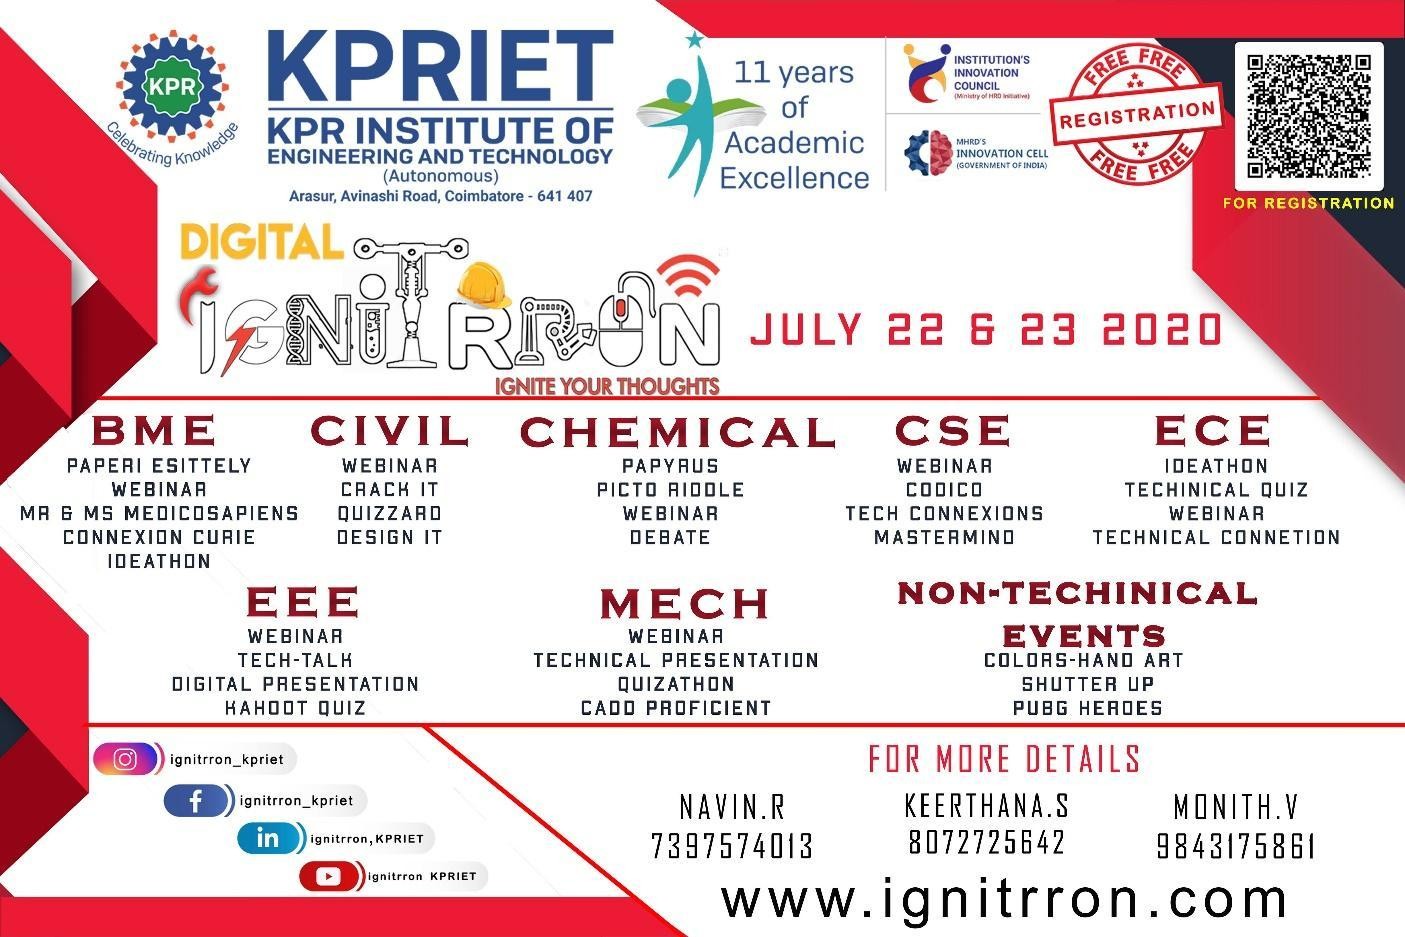 KPR
Celebrating Knowledge
KPRIET
KPR INSTITUTE OF
ENGINEERING AND TECHNOLOGY
(Autonomous)
Arasur, Avinashi Road, Coimbatore - 641 407
11 years
of
Academic
Excellence
INSTITUTION'S
INNOVATION
COUNCIL
(Ministry of HRD Initiative)
MHRD'S
INNOVATION CELL
(GOVERNMENT OF INDIA)
FREE FREE
REGISTRATION
FREE FREE
FOR REGISTRATION
DIGITAL
IGNITRRON
IGNITE YOUR THOUGHTS
JULY 22 & 23 2020
BME
PAPERI ESITTELY
WEBINAR
MR & MS MEDICOSAPIENS
CONNEXION CURIE
IDEATHON
CIVIL
WEBINAR
CRACK IT
QUIZZARD
DESIGN IT
CHEMICAL
PAPYRUS
PICTO RIDDLE
WEBINAR
DEBATE
CSE
WEBINAR
CODICO
TECH CONNEXIONS
MASTERMIND
ECE
IDEATHON
TECHINICAL QUIZ
WEBINAR
TECHNICAL CONNETION
EEE
WEBINAR
TECH-TALK
DIGITAL PRESENTATION
KAHOOT QUIZ
MECH
WEBINAR
TECHNICAL PRESENTATION
QUIZATHON
CADD PROFICIENT
NON-TECHINICAL
EVENTS
COLORS-HAND ART
SHUTTER UP
PUBG HEROES
ignitrron_kpriet
ignitrron_kpriet
in ignitrron,KPRIET
ignitrron KPRIET
FOR MORE DETAILS
NAVIN.R
7397574013
KEERTHANA.S
8072725642
MONITH.V
9843175861
www.ignitrron.com